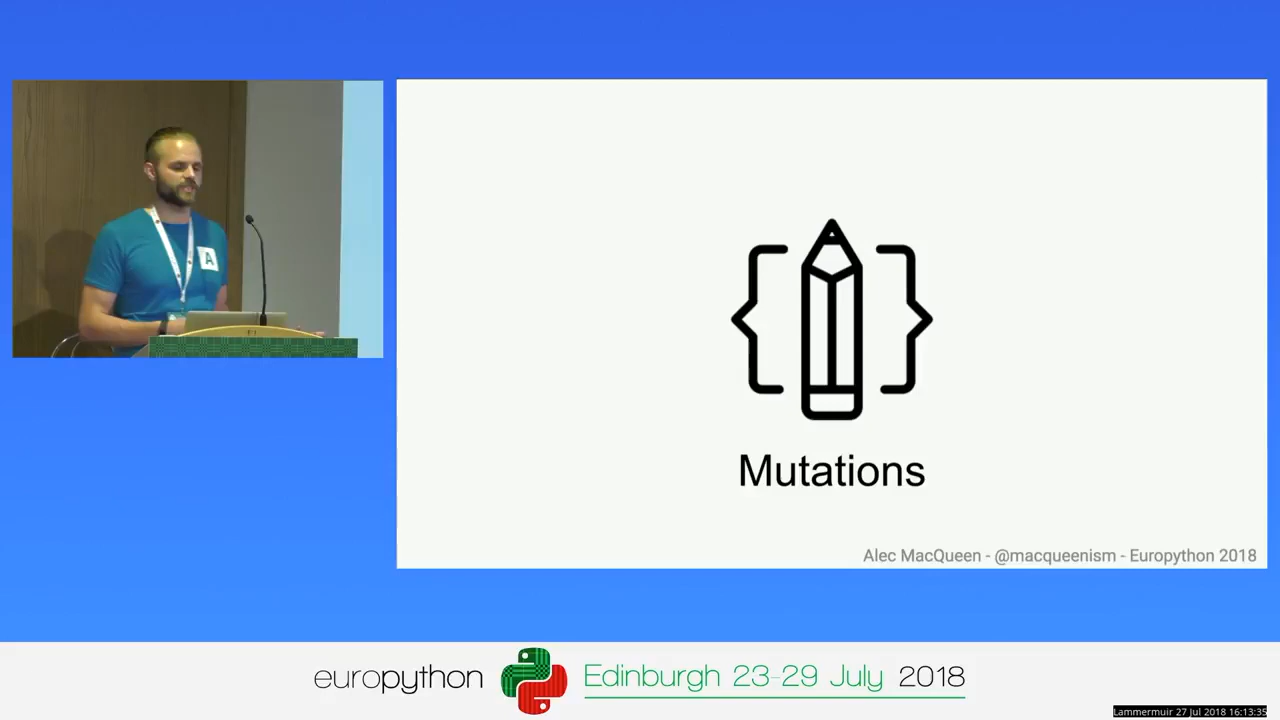 A
Mutations
Alec MacQueen - @macqueenism - Europython 2018
europython
Edinburgh 23-29 July 2018
Lammermuir 27 Jul 2018 16:13:35